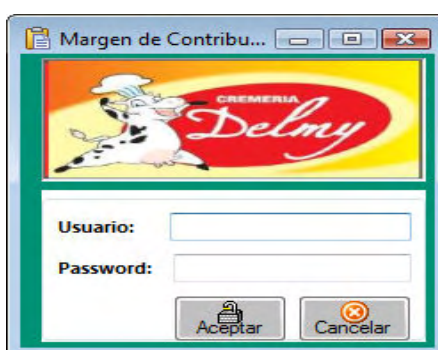 Margen de Contribu...
CREMERIA
Delmy
Usuario:
Password:
Aceptar Cancelar